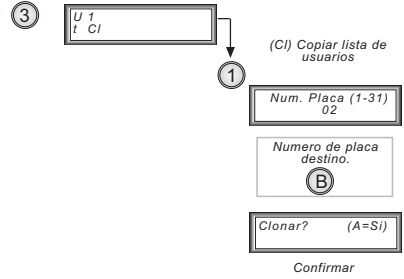 3
U 1
t Cl
(Cl) Copiar lista de
usuarios
1
Num. Placa (1-31)
02
Numero de placa
destino.
B
Clonar? (A=Si)
Confirmar